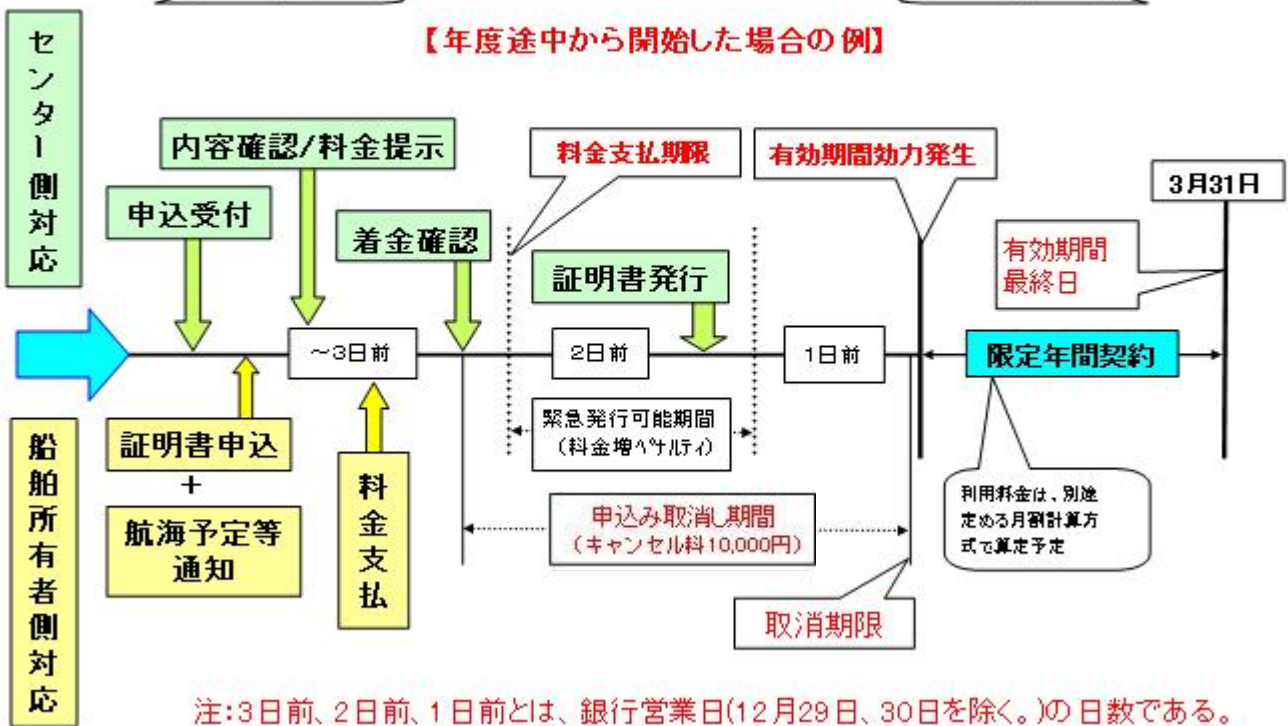 【年度途中から開始した場合の例】
センター側対応
内容確認/料金提示
料金支払期限
有効期間効力発生
3月31日
申込受付
着金確認
有効期間
最終日
証明書発行
～3日前
2日前
1日前
限定年間契約
緊急発行可能期間
（料金増ペナルティ）
船舶所有者側対応
証明書申込
+
航海予定等
通知
料金支払
利用料金は、別途
定める月割計算方
式で算定予定
申込み取消し期間
（キャンセル料10,000円）
取消期限
注：3日前、2日前、1日前とは、銀行営業日(12月29日、30日を除く。)の日数である。